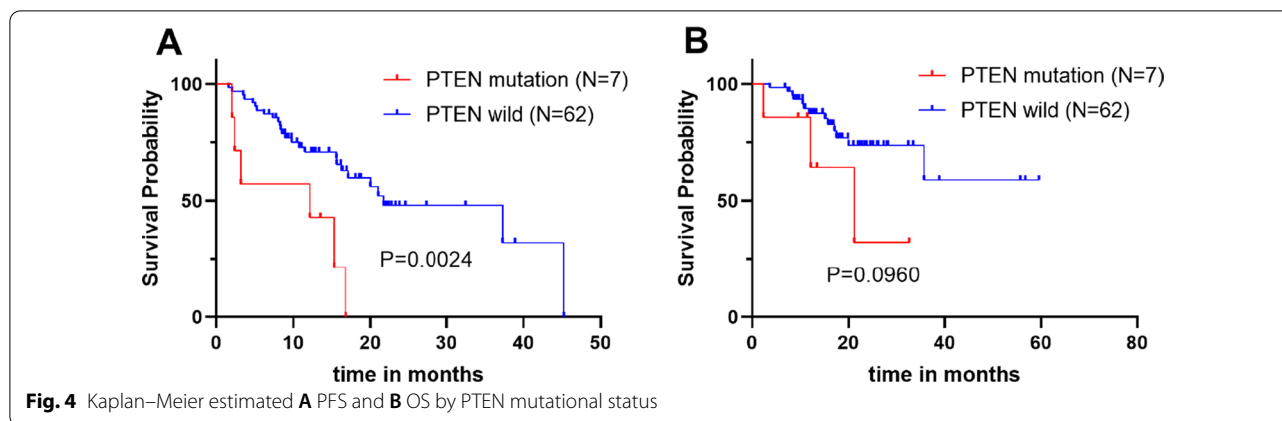 A
Survival Probability
100
50
0
0 10 20 30 40 50
time in months
PTEN mutation (N=7)
PTEN wild (N=62)
P=0.0024
B
Survival Probability
100
50
0
0 20 40 60 80
time in months
PTEN mutation (N=7)
PTEN wild (N=62)
P=0.0960
Fig. 4 Kaplan–Meier estimated A PFS and B OS by PTEN mutational status